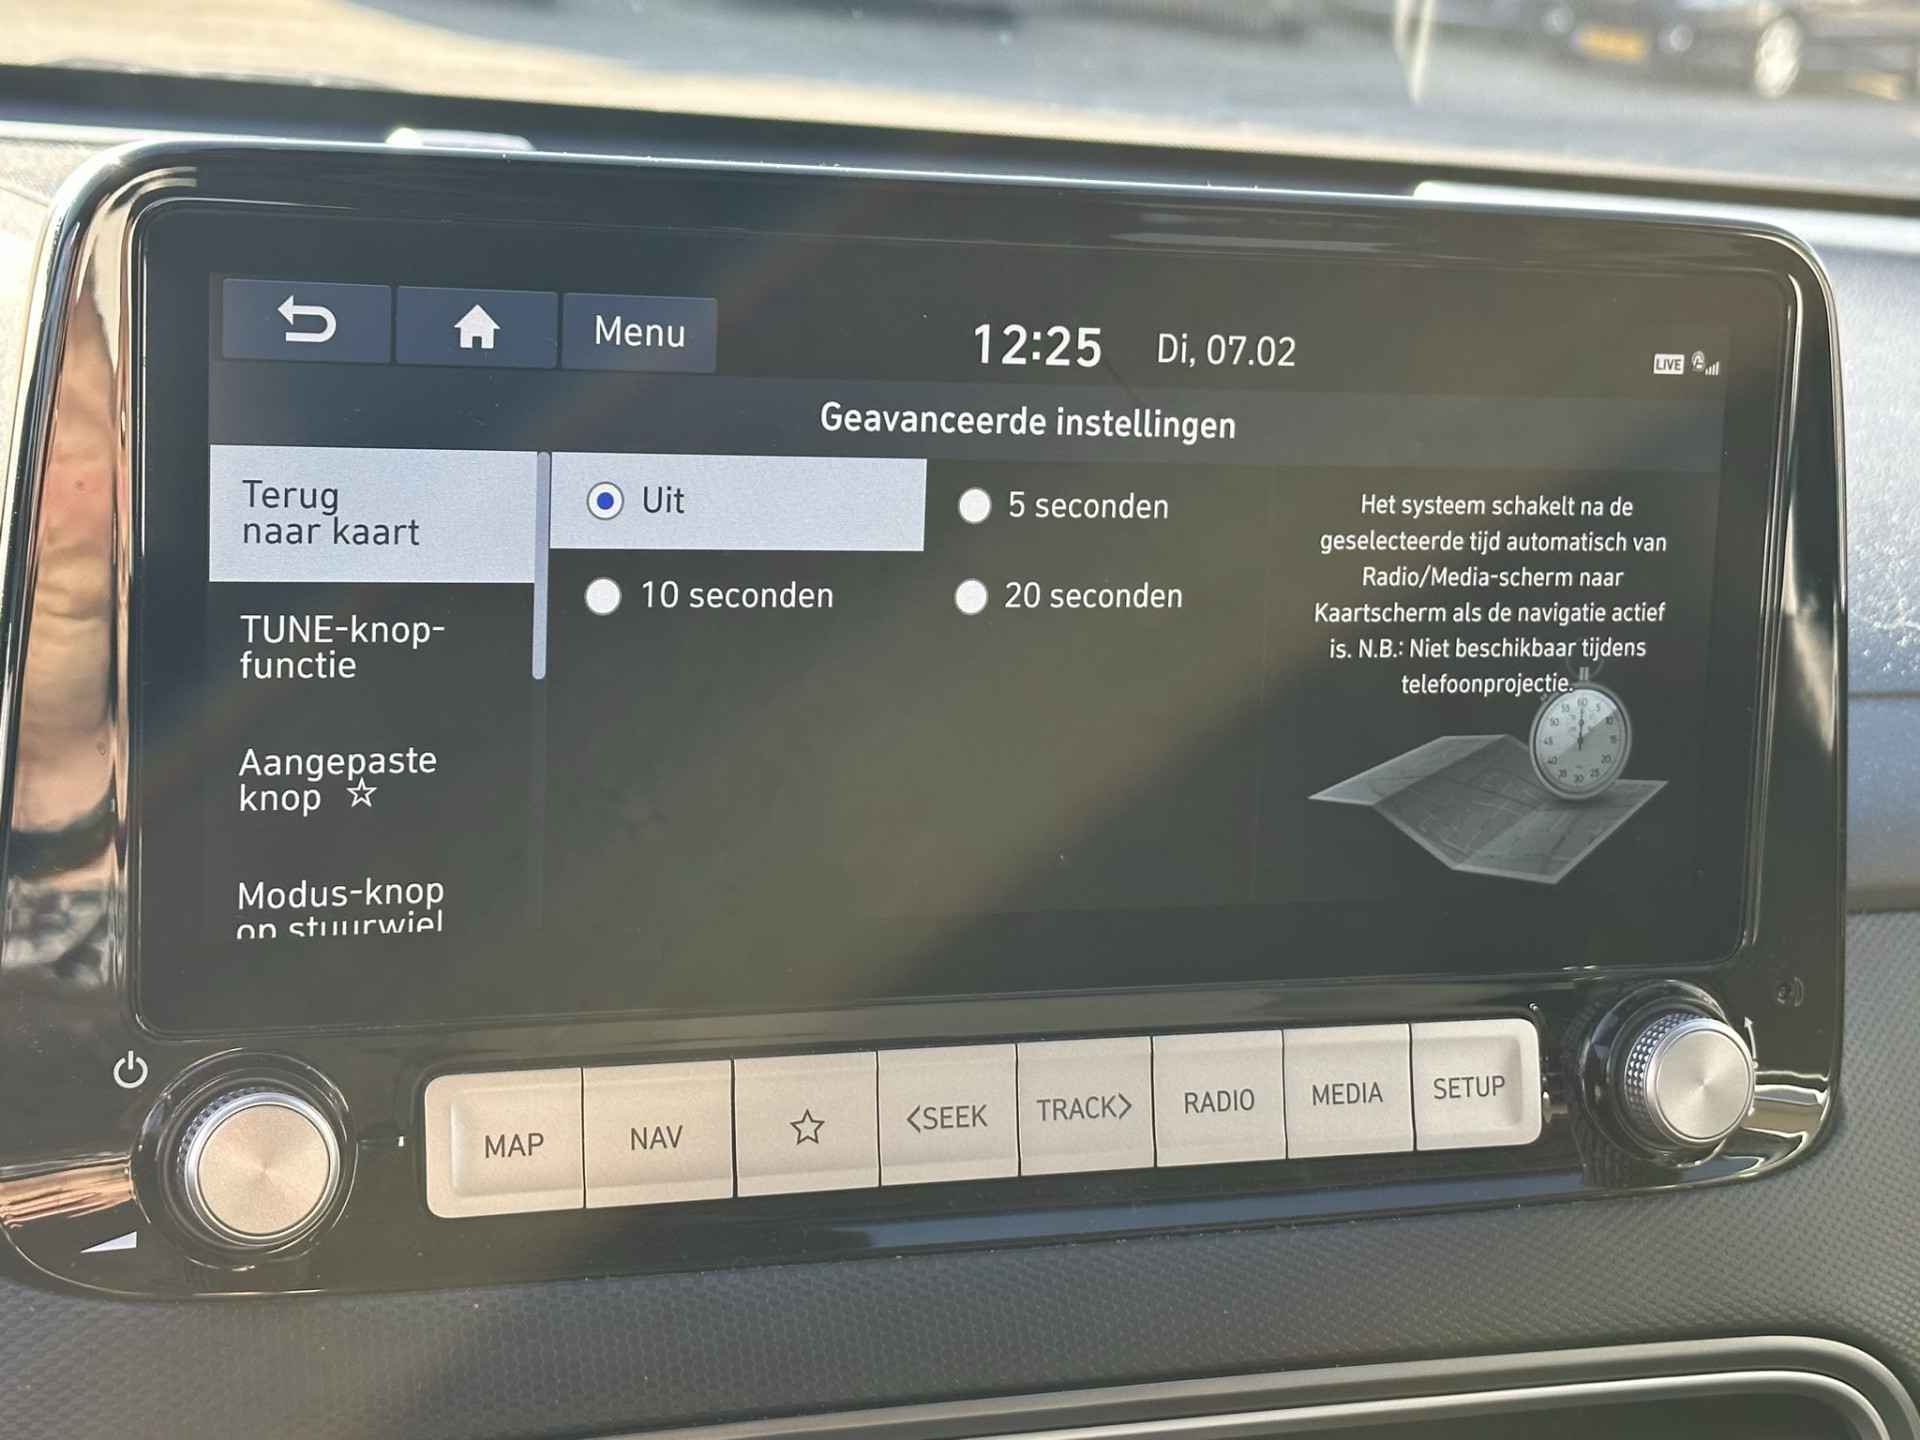 Menu
12:25
Di, 07.02
LIVE
Geavanceerde instellingen
Terug
naar kaart
TUNE-knop-
functie
Aangepaste
knop ☆
Modus-knop
op stuurwiel
Uit
5 seconden
10 seconden
20 seconden
Het systeem schakelt na de
geselecteerde tijd automatisch van
Radio/Media-scherm naar
Kaartscherm als de navigatie actief
is. N.B.: Niet beschikbaar tijdens
telefoonprojectie.
MAP
NAV
☆
<SEEK
TRACK>
RADIO
MEDIA
SETUP